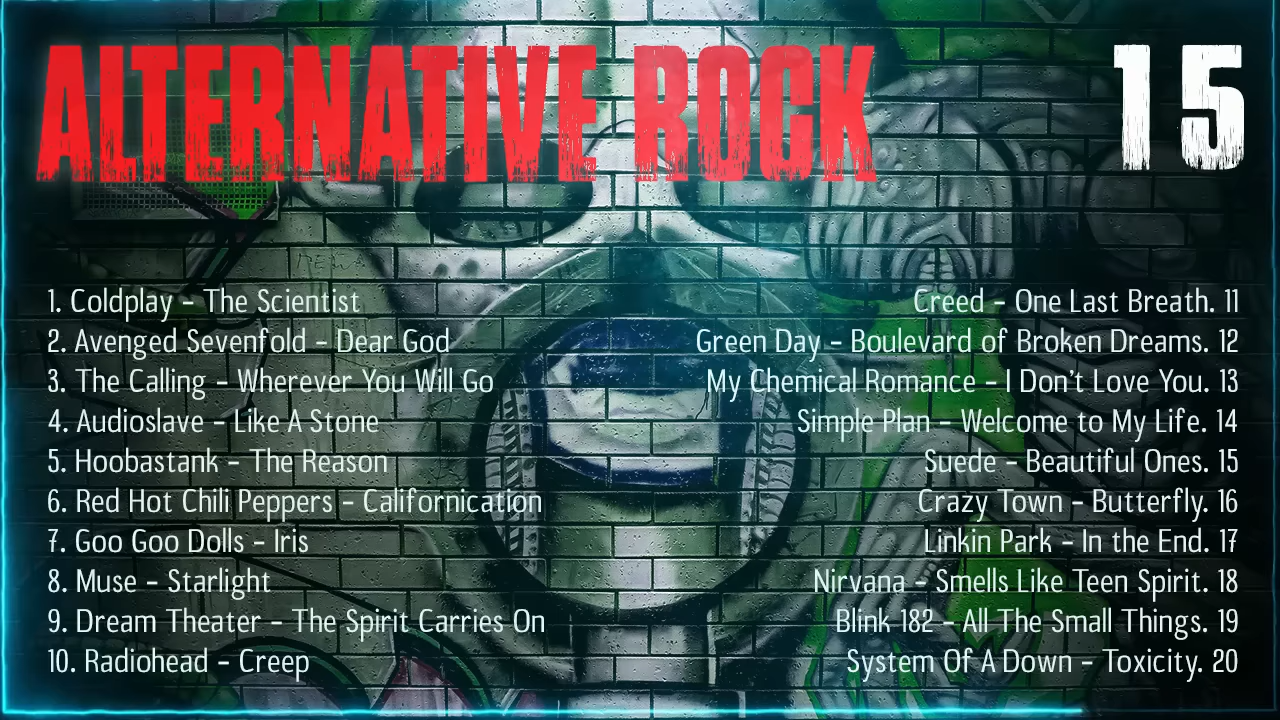 ALTERNATIVE ROCK
15
1. Coldplay - The Scientist
2. Avenged Sevenfold - Dear God
3. The Calling - Wherever You Will Go
4. Audioslave - Like A Stone
5. Hoobastank - The Reason
6. Red Hot Chili Peppers - Californication
7. Goo Goo Dolls - Iris
8. Muse - Starlight
9. Dream Theater - The Spirit Carries On
10. Radiohead - Creep
Creed - One Last Breath. 11
Green Day - Boulevard of Broken Dreams. 12
My Chemical Romance - I Don't Love You. 13
Simple Plan - Welcome to My Life. 14
Suede - Beautiful Ones. 15
Crazy Town - Butterfly. 16
Linkin Park - In the End. 17
Nirvana - Smells Like Teen Spirit. 18
Blink 182 - All The Small Things. 19
System Of A Down - Toxicity. 20